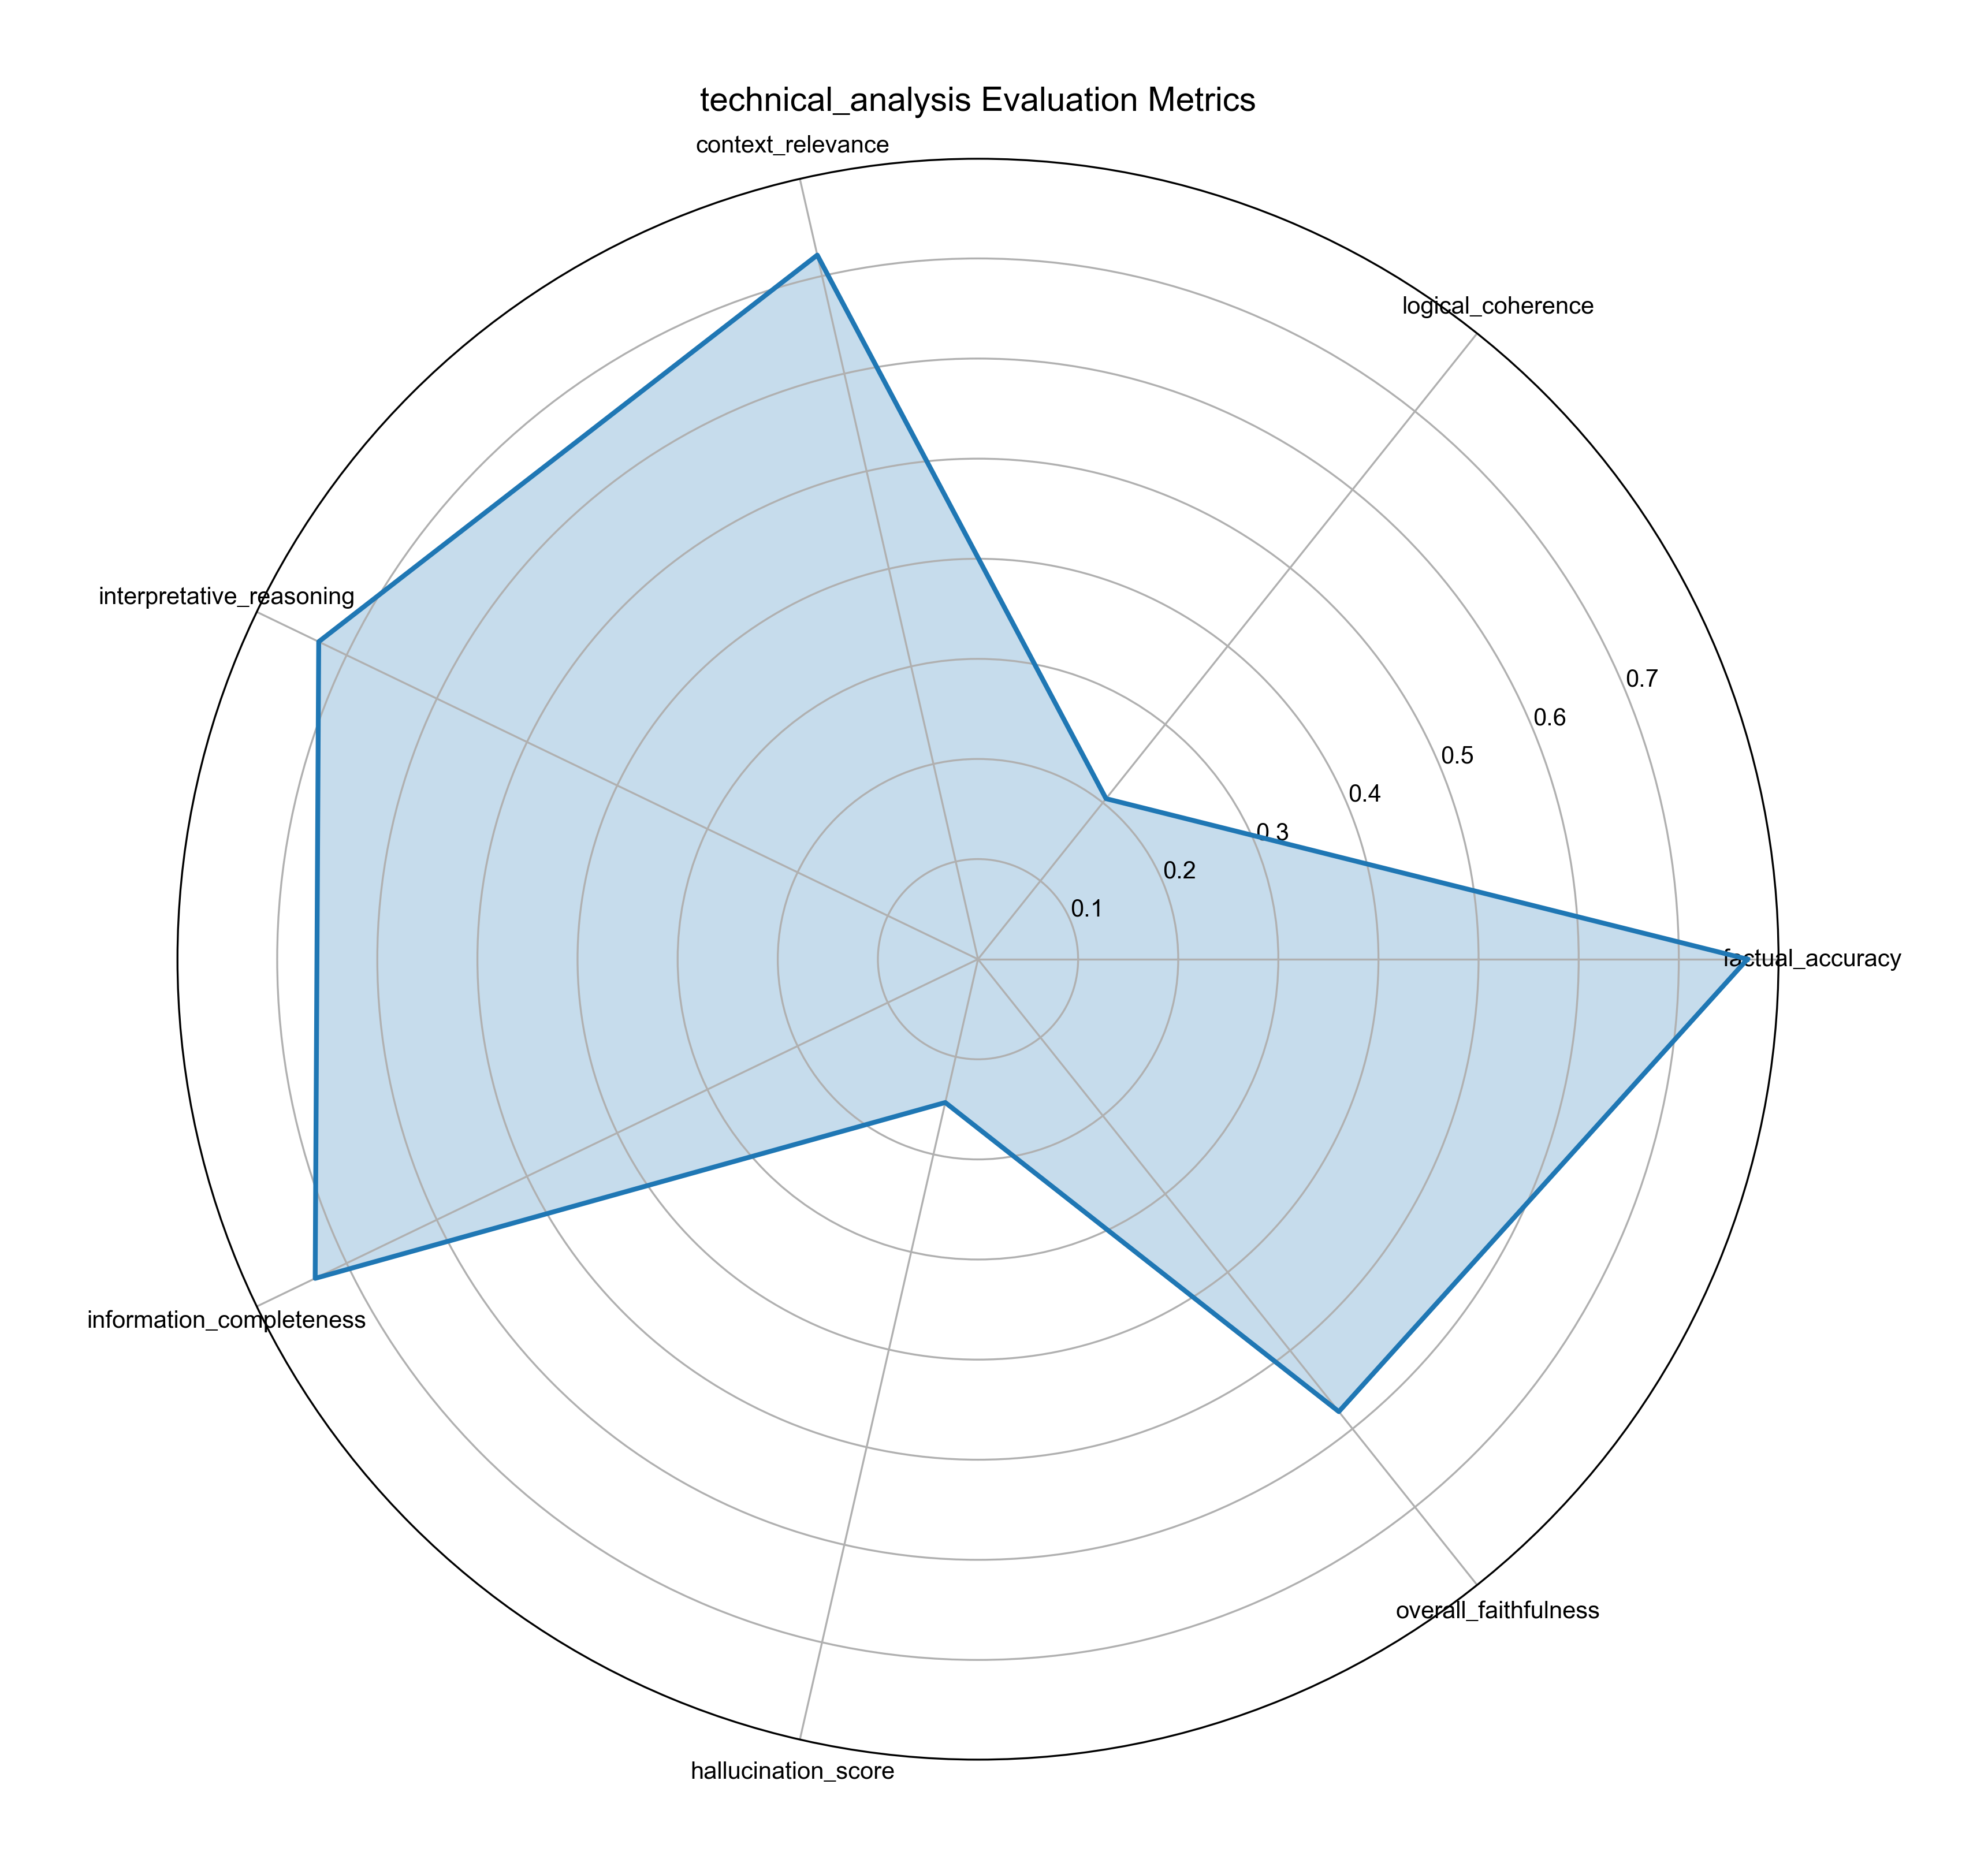 technical_analysis Evaluation Metrics
context_relevance
logical_coherence
interpretative_reasoning
0.7
0.6
0.5
0.4
0.3
0.2
0.1
factual_accuracy
information_completeness
overall_faithfulness
hallucination_score